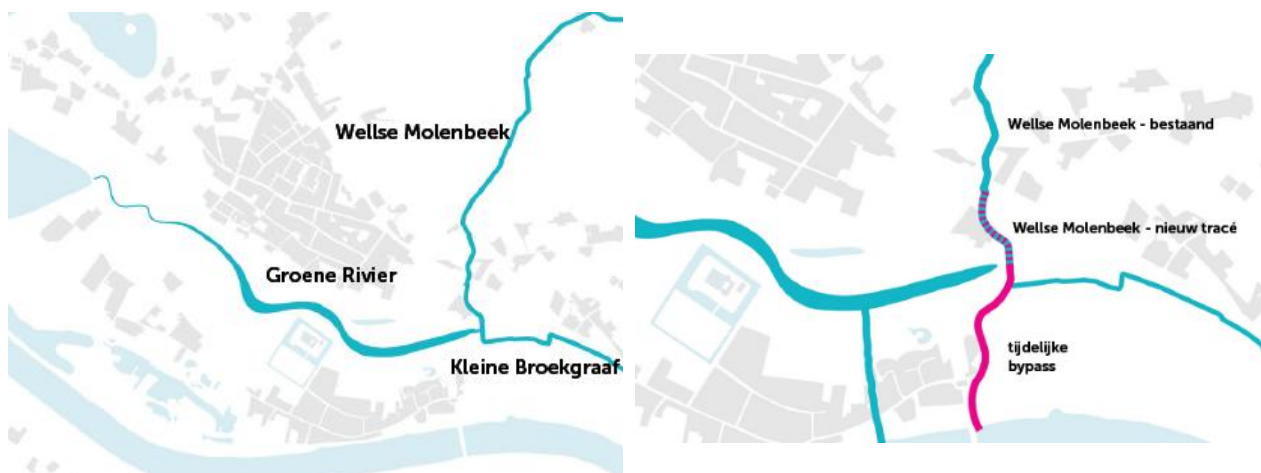 Wellse Molenbeek
Groene Rivier
Kleine Broekgraaf
Wellse Molenbeek - bestaand
Wellse Molenbeek - nieuw tracé
tijdelijke
bypass